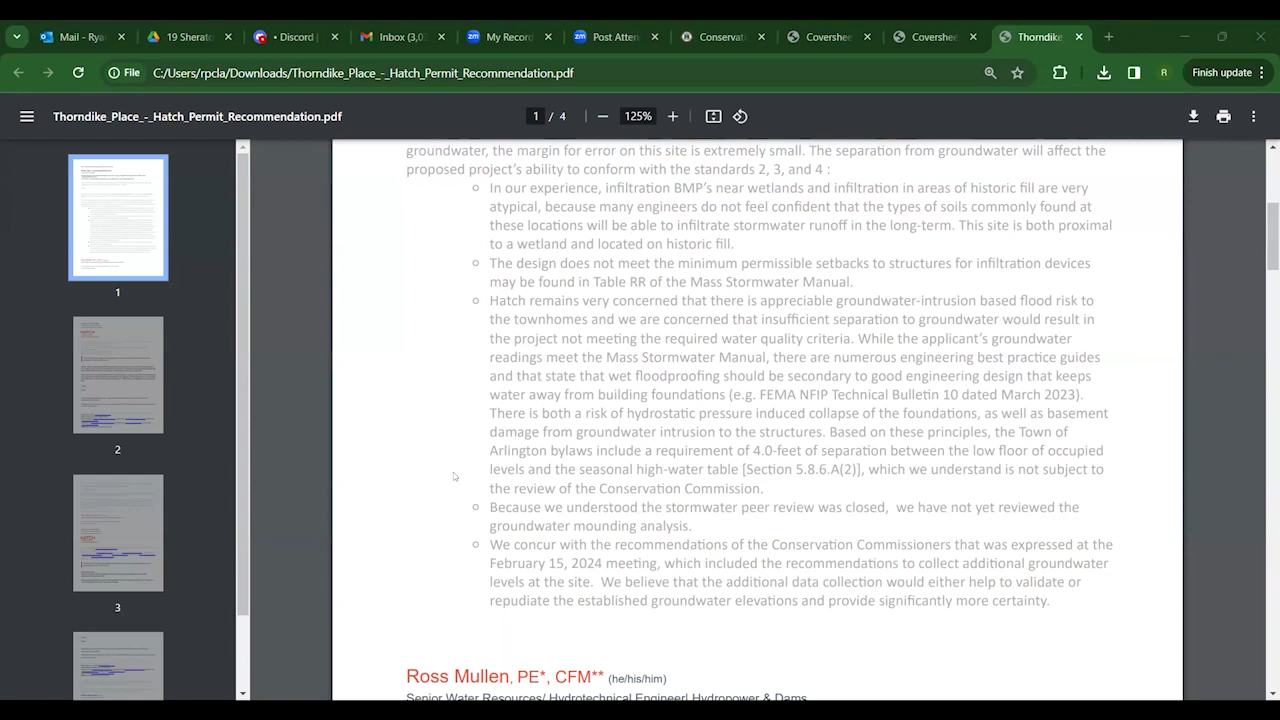 Mail - Rya
19 Sherato
Discord |
Inbox (3,03
zm My Record
zm Post Atten
Conservat
Covershee
Covershee
Thorndike
File C:/Users/rpcla/Downloads/Thorndike_Place_-_Hatch_Permit_Recommendation.pdf
R
Finish update
Thorndike_Place_-_Hatch_Permit_Recommendation.pdf
1 / 4
125%
1
2
3
groundwater, the margin for error on this site is extremely small. The separation from groundwater will affect the
proposed project's ability to conform with the standards 2, 3, and 4 :
o In our experience, infiltration BMP's near wetlands and infiltration in areas of historic fill are very
atypical, because many engineers do not feel confident that the types of soils commonly found at
these locations will be able to infiltrate stormwater runoff in the long-term. This site is both proximal
to a wetland and located on historic fill.
o The design does not meet the minimum permissible setbacks to structures for infiltration devices
may be found in Table RR of the Mass Stormwater Manual.
o Hatch remains very concerned that there is appreciable groundwater-intrusion based flood risk to
the townhomes and we are concerned that insufficient separation to groundwater would result in
the project not meeting the required water quality criteria. While the applicant's groundwater
readings meet the Mass Stormwater Manual, there are numerous engineering best practice guides
and that state that wet floodproofing should be secondary to good engineering design that keeps
water away from building foundations (e.g. FEMA NFIP Technical Bulletin 10 dated March 2023).
There is both a risk of hydrostatic pressure induced collapse of the foundations, as well as basement
damage from groundwater intrusion to the structures. Based on these principles, the Town of
Arlington bylaws include a requirement of 4.0-feet of separation between the low floor of occupied
levels and the seasonal high-water table [Section 5.8.6.A(2)], which we understand is not subject to
the review of the Conservation Commission.
o Because we understood the stormwater peer review was closed, we have not yet reviewed the
groundwater mounding analysis.
o We concur with the recommendations of the Conservation Commissioners that was expressed at the
February 15, 2024 meeting, which included the recommendations to collect additional groundwater
levels at the site. We believe that the additional data collection would either help to validate or
repudiate the established groundwater elevations and provide significantly more certainty.
Ross Mullen, PE*, CFM** (he/his/him)
Senior Water Resources/ Hydrotechnical Engineer| Hydropower & Dams